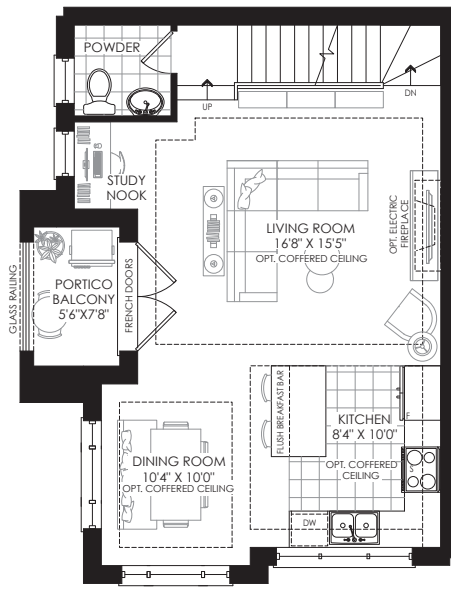 POWDER
UP
DN
STUDY
NOOK
LIVING ROOM
16'8" X 15'5"
OPT. COFFERED CEILING
OPT. ELECTRIC
FIREPLACE
GLASS RAILING
PORTICO
BALCONY
5'6"X7'8"
FRENCH DOORS
FLUSH BREAKFAST BAR
KITCHEN
8'4" X 10'0"
F
OPT. COFFERED
CEILING
S
DINING ROOM
10'4" X 10'0"
OPT. COFFERED CEILING
DW